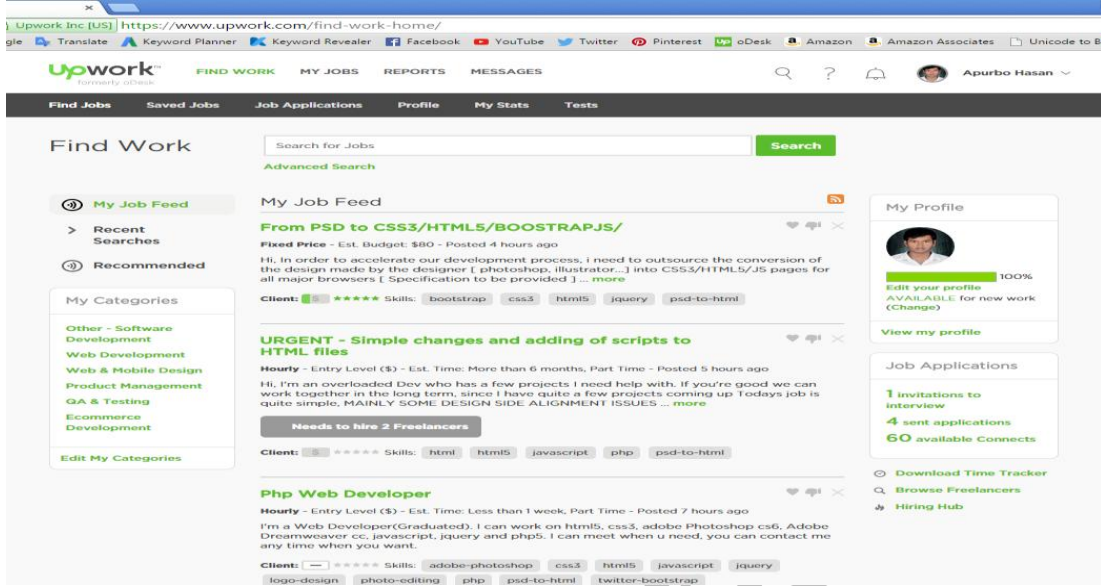 Upwork Inc [US] https://www.upwork.com/find-work-home/
gle Translate Keyword Planner Keyword Revealer Facebook YouTube Twitter Pinterest oDesk Amazon Amazon Associates Unicode to B
Upwork™ FIND WORK MY JOBS REPORTS MESSAGES Apurbo Hasan
formerly oDesk
Find Jobs Saved Jobs Job Applications Profile My Stats Tests
Find Work
Search for Jobs Search
Advanced Search
My Job Feed
Recent
Searches
Recommended
My Categories
Other - Software
Development
Web Development
Web & Mobile Design
Product Management
QA & Testing
Ecommerce
Development
Edit My Categories
My Job Feed
From PSD to CSS3/HTML5/BOOSTRAPJS/
Fixed Price - Est. Budget: $80 - Posted 4 hours ago
Hi, In order to accelerate our development process, i need to outsource the conversion of
the design made by the designer [ photoshop, illustrator...] into CSS3/HTML5/JS pages for
all major browsers [ Specification to be provided ] ... more
Client: $ ★★★★★ Skills: bootstrap css3 html5 jquery psd-to-html
URGENT - Simple changes and adding of scripts to
HTML files
Hourly - Entry Level ($) - Est. Time: More than 6 months, Part Time - Posted 5 hours ago
Hi, I'm an overloaded Dev who has a few projects I need help with. If you're good we can
work together in the long term, since I have quite a few projects coming up Todays job is
quite simple, MAINLY SOME DESIGN SIDE ALIGNMENT ISSUES ... more
Needs to hire 2 Freelancers
Client: $ ★★★★★ Skills: html html5 javascript php psd-to-html
Php Web Developer
Hourly - Entry Level ($) - Est. Time: Less than 1 week, Part Time - Posted 7 hours ago
I'm a Web Developer(Graduated). I can work on html5, css3, adobe Photoshop cs6, Adobe
Dreamweaver cc, javascript, jquery and php5. I can meet when u need, you can contact me
any time when you want.
Client: — ★★★★★ Skills: adobe-photoshop css3 html5 javascript jquery
logo-design photo-editing php psd-to-html twitter-bootstrap
My Profile
100%
Edit your profile
AVAILABLE for new work
(Change)
View my profile
Job Applications
1 invitations to
interview
4 sent applications
60 available Connects
Download Time Tracker
Browse Freelancers
Hiring Hub